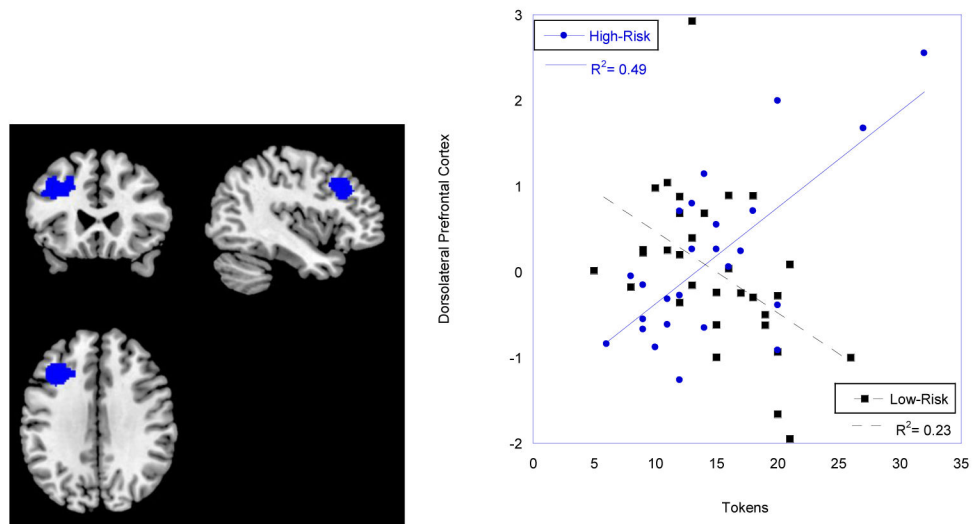 3
High-Risk
R²= 0.49
2
1
0
-1
-2
Dorsolateral Prefrontal Cortex
Low-Risk
R²= 0.23
0 5 10 15 20 25 30 35
Tokens